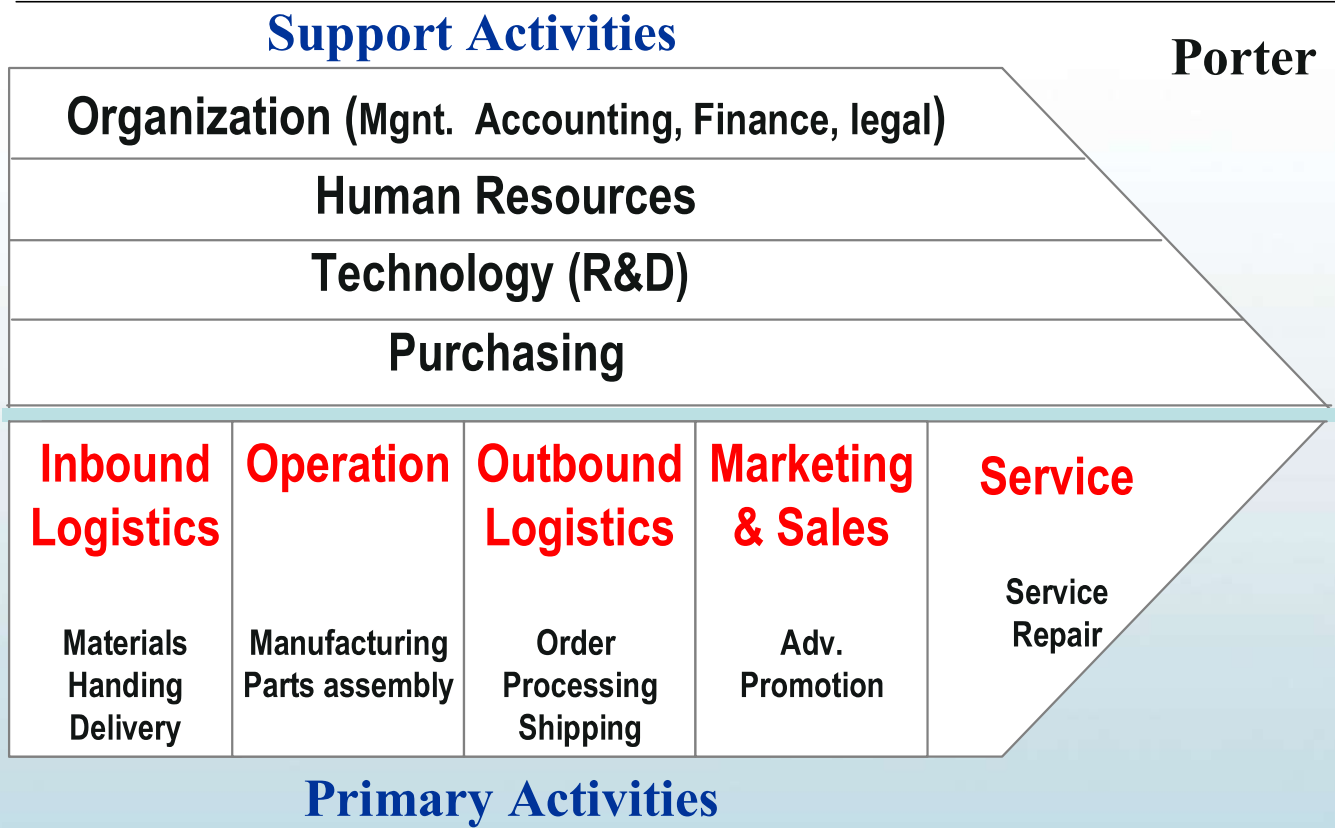 Support Activities
Porter
Organization (Mgnt. Accounting, Finance, legal)
Human Resources
Technology (R&D)
Purchasing
Inbound
Logistics
Materials
Handing
Delivery
Operation
Manufacturing
Parts assembly
Outbound
Logistics
Order
Processing
Shipping
Marketing
& Sales
Adv.
Promotion
Service
Service
Repair
Primary Activities